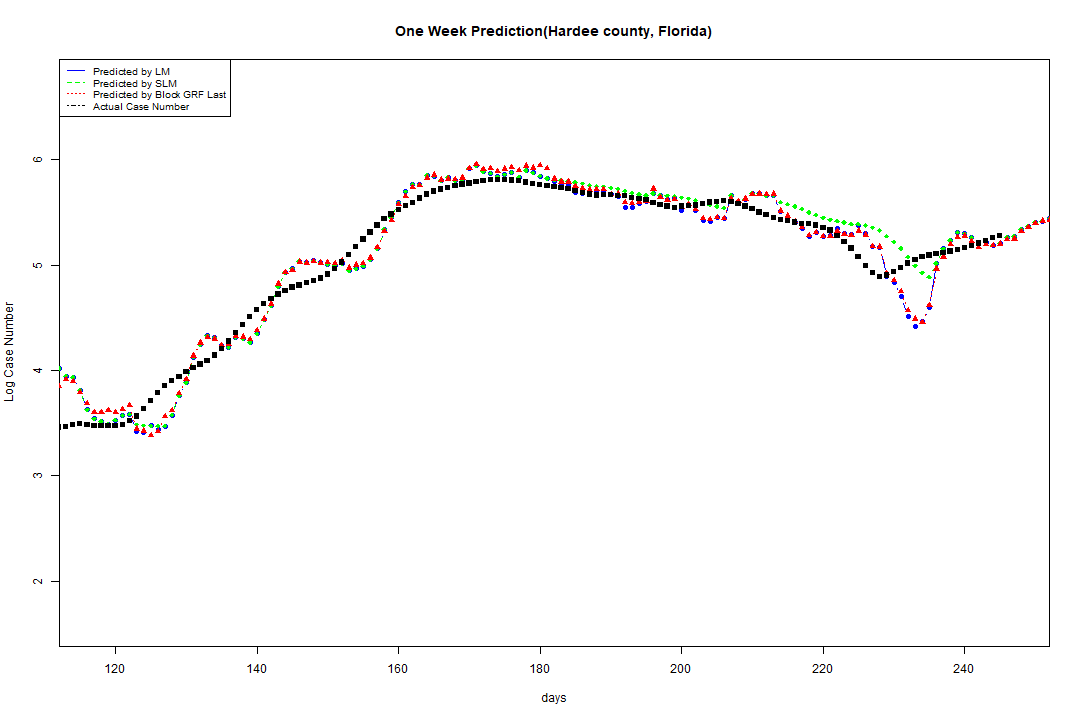 One Week Prediction(Hardee county, Florida)
Predicted by LM
Predicted by SLM
Predicted by Block GRF Last
Actual Case Number
6
5
4
3
2
Log Case Number
120 140 160 180 200 220 240
days